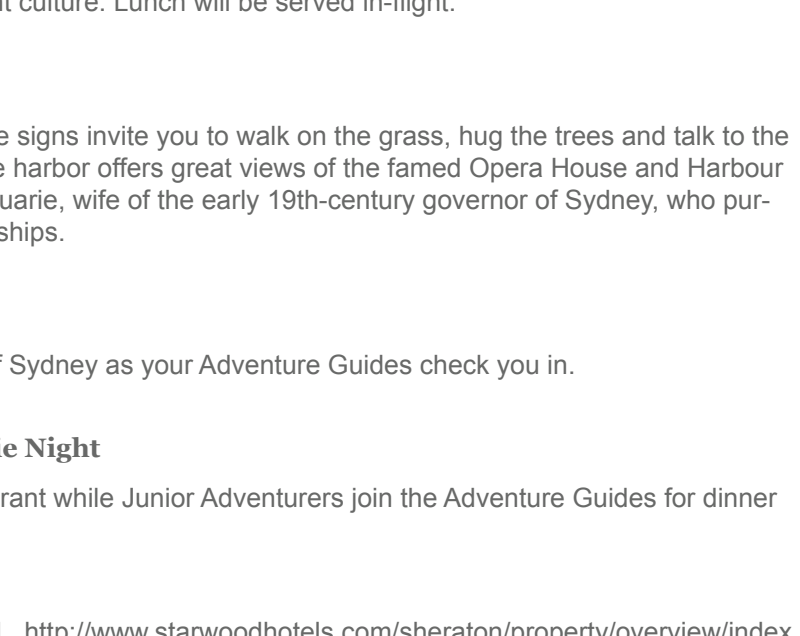 t culture. Lunch will be served in-flight.
e signs invite you to walk on the grass, hug the trees and talk to the
e harbor offers great views of the famed Opera House and Harbour
uarie, wife of the early 19th-century governor of Sydney, who pur-
ships.
f Sydney as your Adventure Guides check you in.
ie Night
rant while Junior Adventurers join the Adventure Guides for dinner
http://www.starwoodhotels.com/sheraton/property/overview/index